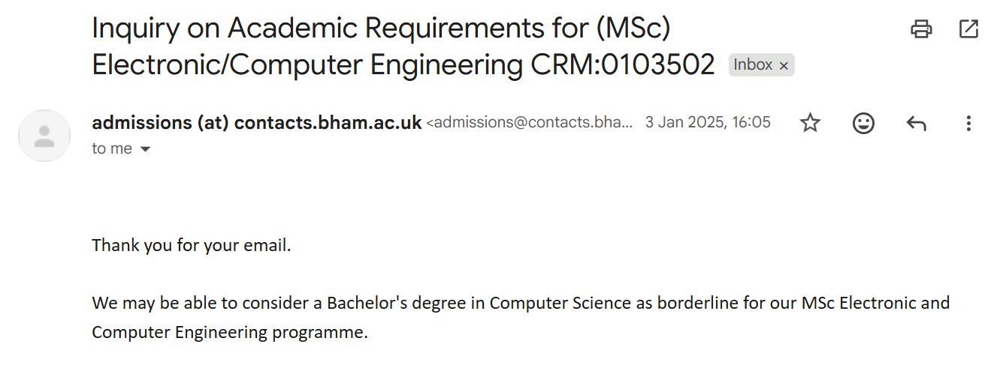 Inquiry on Academic Requirements for (MSc)
Electronic/Computer Engineering CRM:0103502 Inbox ×
admissions (at) contacts.bham.ac.uk <admissions@contacts.bha... 3 Jan 2025, 16:05
to me
Thank you for your email.
We may be able to consider a Bachelor's degree in Computer Science as borderline for our MSc Electronic and
Computer Engineering programme.